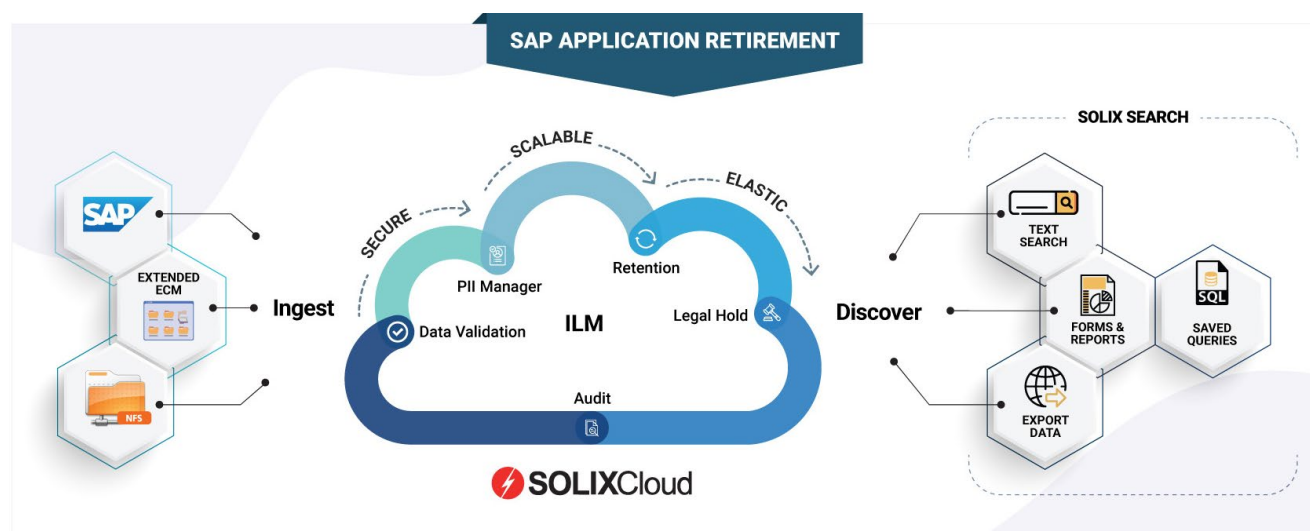 SAP APPLICATION RETIREMENT
SOLIX SEARCH
SAP
EXTENDED
ECM
NFS
Ingest
SECURE
SCALABLE
ELASTIC
PII Manager
Retention
Data Validation
ILM
Legal Hold
Audit
SOLIXCloud
Discover
TEXT
SEARCH
FORMS &
REPORTS
SQL
SAVED
QUERIES
EXPORT
DATA